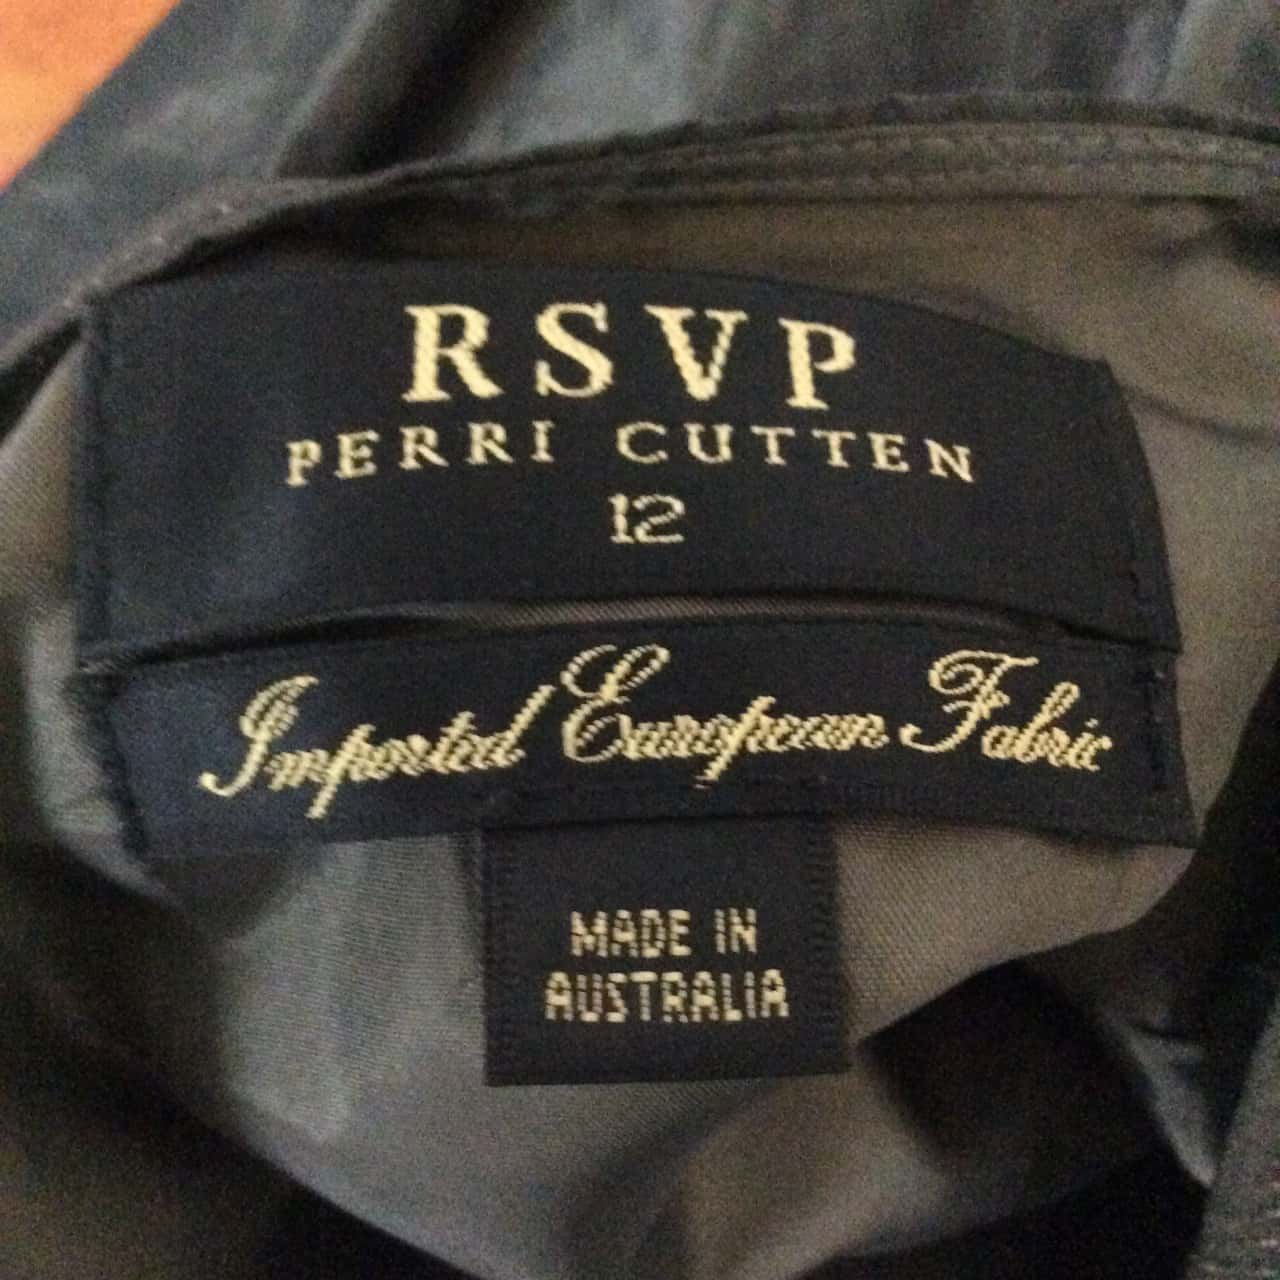 RSVP
PERRI CUTTEN
12
Imported European Fabric
MADE IN
AUSTRALIA